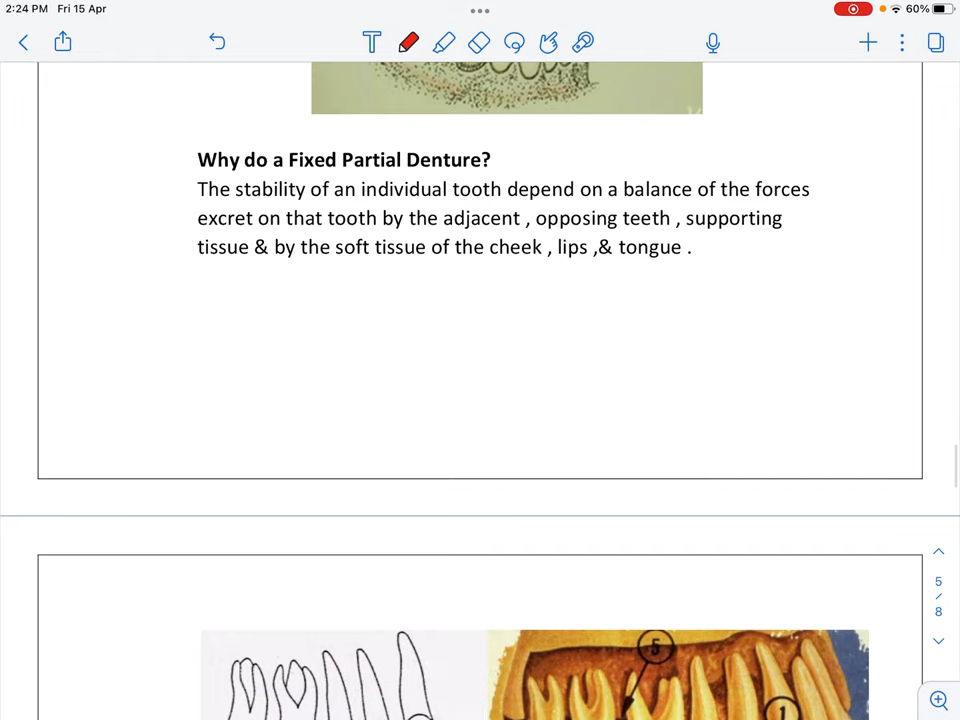 2:24 PM Fri 15 Apr
60%
T
Why do a Fixed Partial Denture?
The stability of an individual tooth depend on a balance of the forces
excret on that tooth by the adjacent , opposing teeth , supporting
tissue & by the soft tissue of the cheek , lips ,& tongue .
5
/
8
5
1